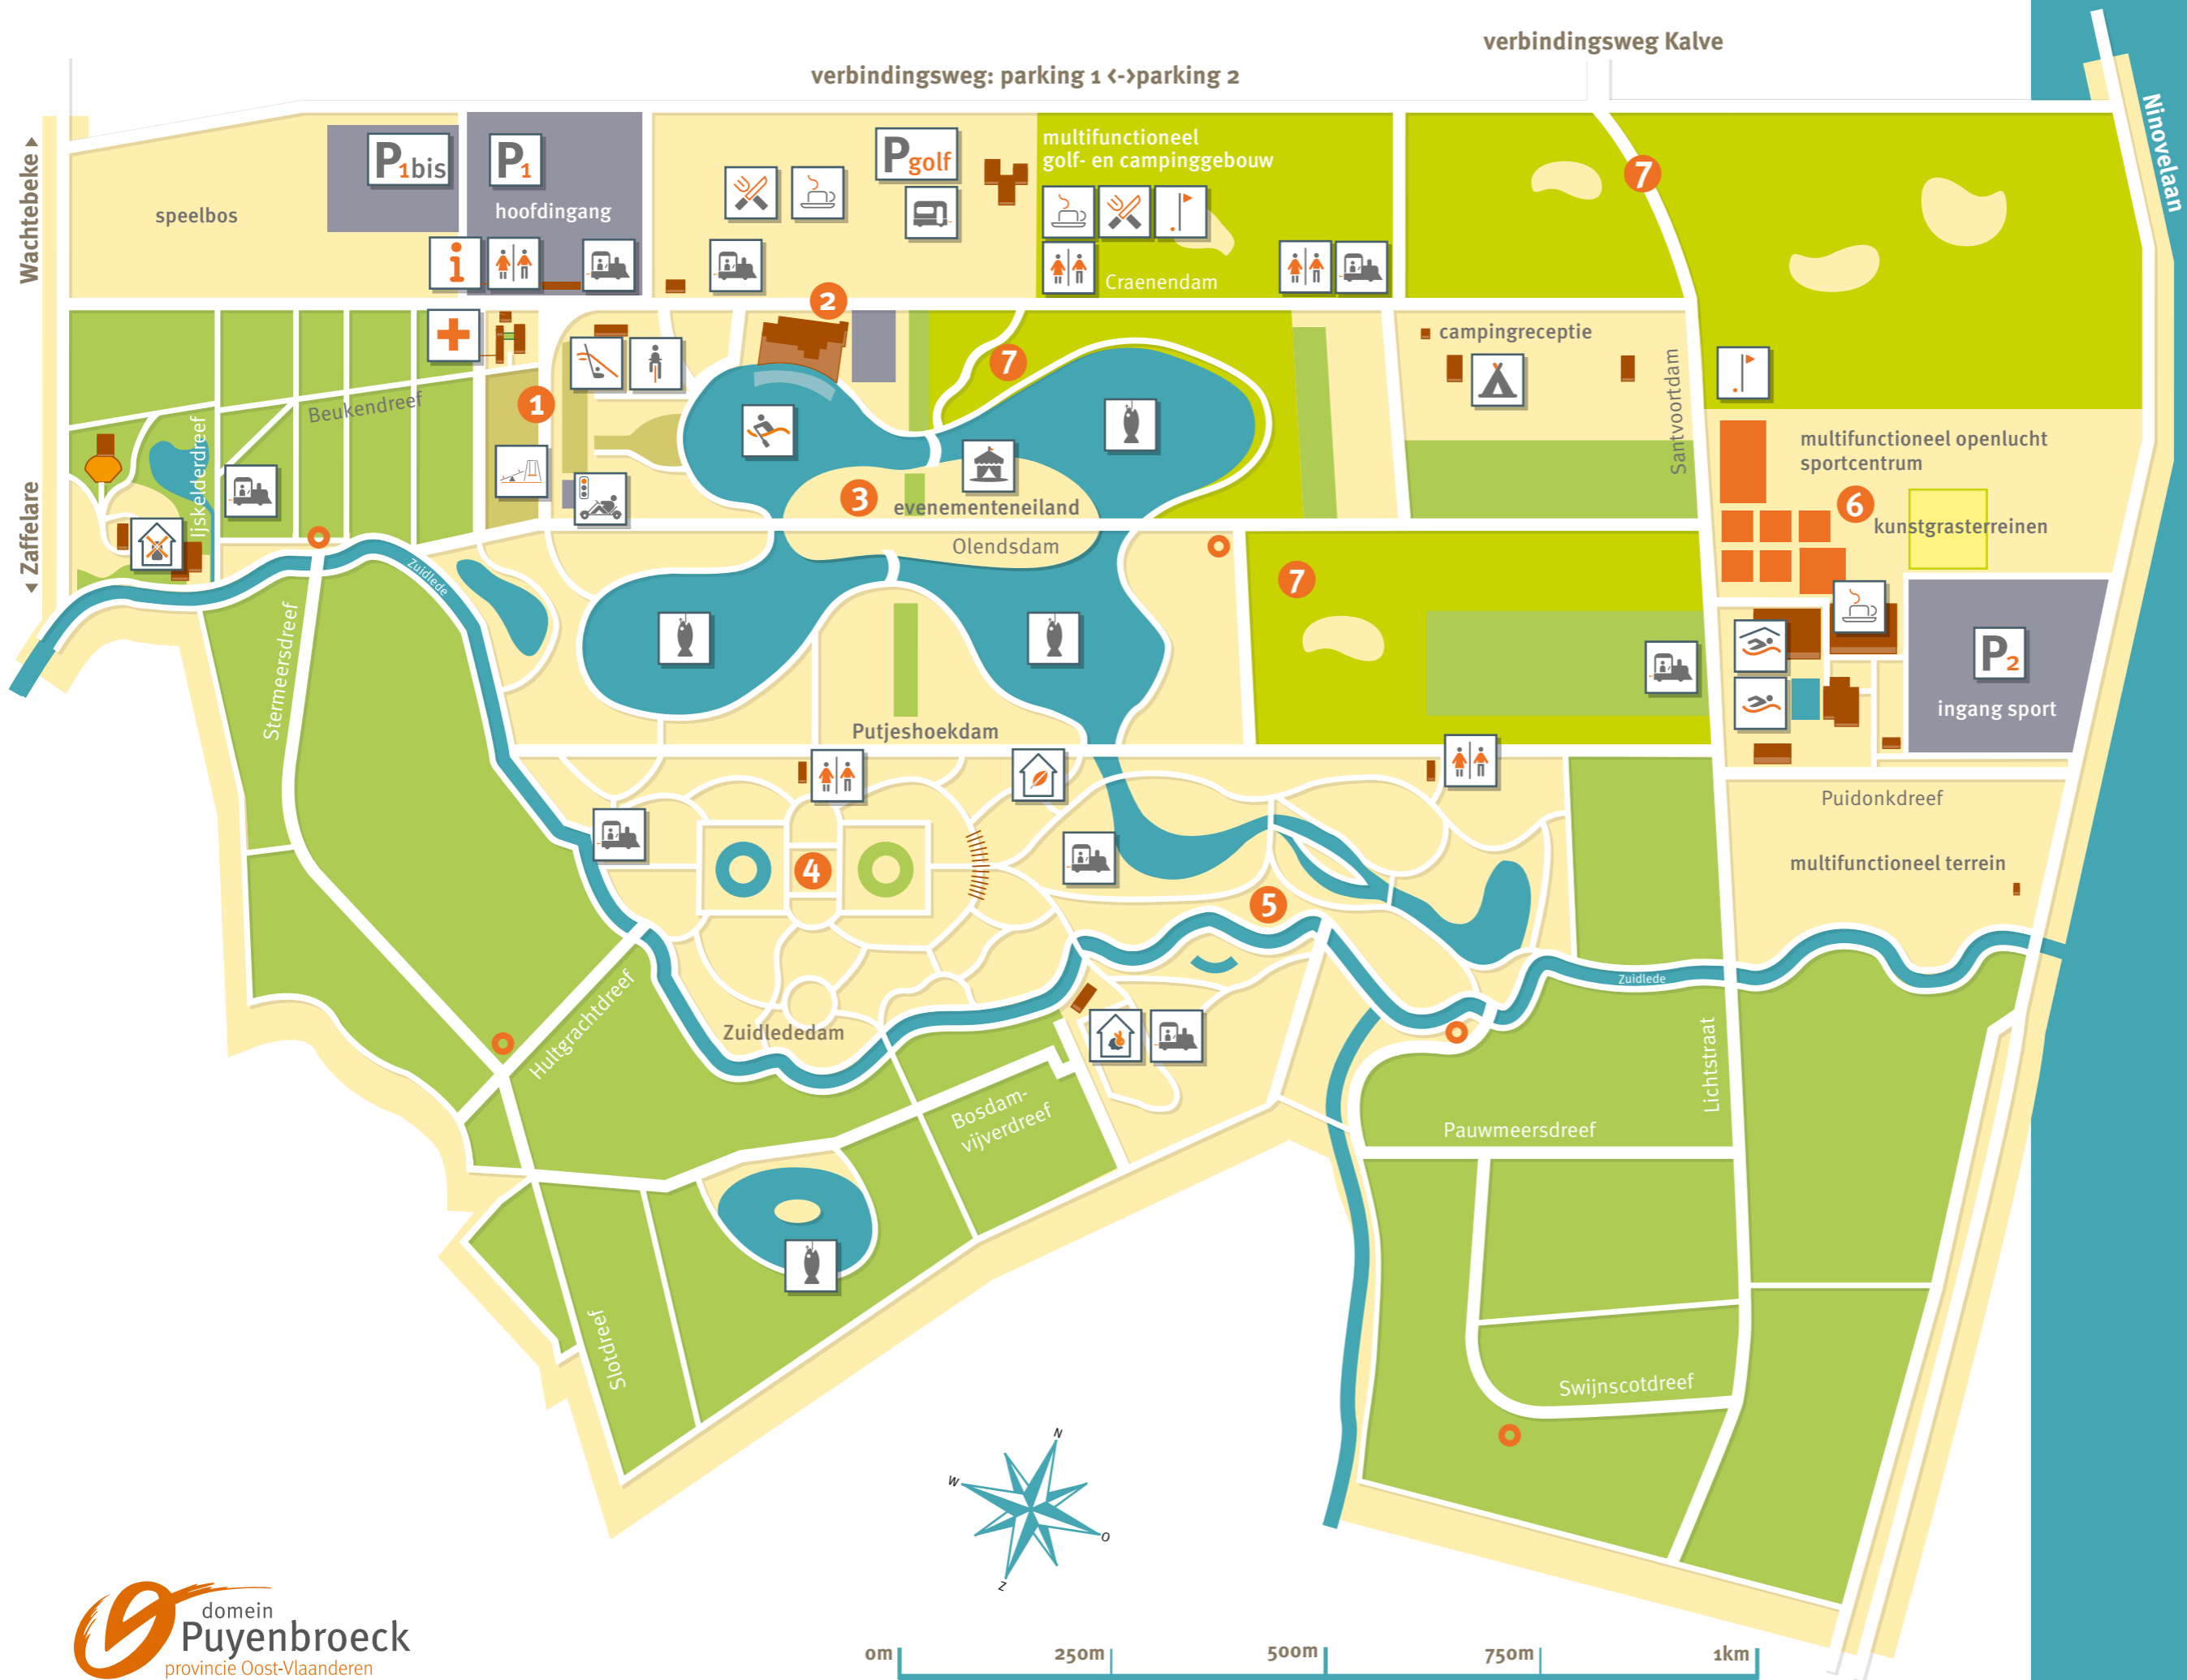 verbindingsweg Kalve
verbindingsweg: parking 1 <->parking 2
Ninovelaan
Wachtebeke
Zaffelare
speelbos
P1bis
P1
hoofdingang
i
Pgolf
multifunctioneel
golf- en campinggebouw
Craenendam
7
2
campingreceptie
Santvoortdam
7
1
Beukendreef
Ijskelderdreef
3
evenementeneiland
Olendsdam
multifunctioneel openlucht
sportcentrum
6
kunstgrasterreinen
Zuidlede
7
Stermeersdreef
P2
ingang sport
Putjeshoekdam
Puidonkdreef
multifunctioneel terrein
4
5
Zuidlede
Hultgrachtdreef
Zuidlededam
Lichtstraat
Bosdam-
vijverdreef
Pauwmeersdreef
Slotdreef
Swijnscotdreef
N
W
O
Z
domein
Puyenbroeck
provincie Oost-Vlaanderen
0m
250m
500m
750m
1km